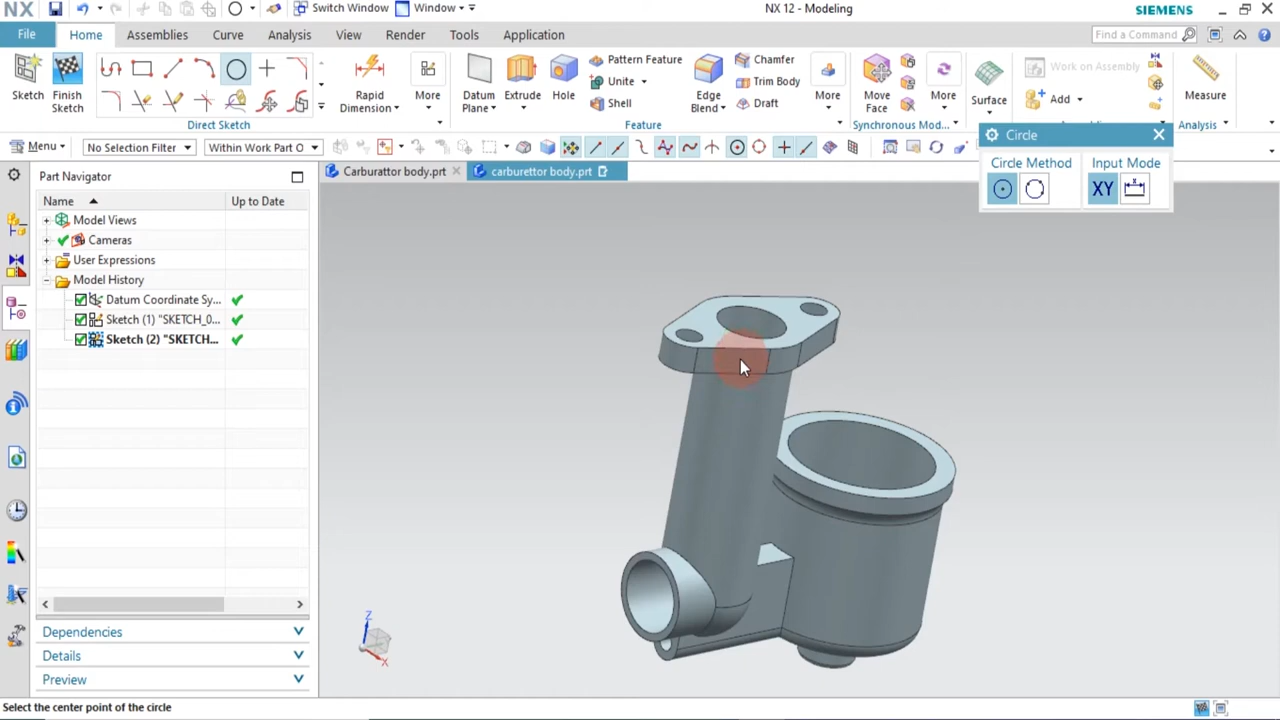 NX
Switch Window
Window
NX 12 - Modeling
SIEMENS
File
Home
Assemblies
Curve
Analysis
View
Render
Tools
Application
Find a Command
Sketch
Finish
Sketch
Direct Sketch
Rapid
Dimension
More
Datum
Plane
Extrude
Hole
Pattern Feature
Unite
Shell
Edge
Blend
Chamfer
Trim Body
Draft
More
Feature
Move
Face
More
Synchronous Mod...
Surface
Work on Assembly
Add
Measure
Analysis
Menu
No Selection Filter
Within Work Part O
Circle
Circle Method
Input Mode
XY
Part Navigator
Name
Up to Date
Model Views
Cameras
User Expressions
Model History
Datum Coordinate Sy...
Sketch (1) "SKETCH_0...
Sketch (2) "SKETCH...
Dependencies
Details
Preview
Carburattor body.prt
carburettor body.prt
Z
X
Select the center point of the circle